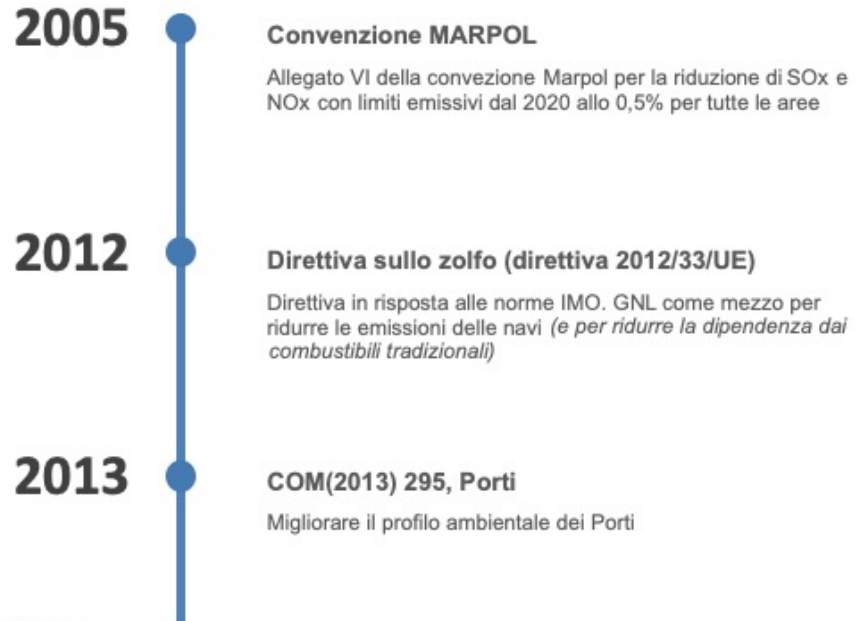 2005
Convenzione MARPOL
Allegato VI della convezione Marpol per la riduzione di SOx e
NOx con limiti emissivi dal 2020 allo 0,5% per tutte le aree
2012
Direttiva sullo zolfo (direttiva 2012/33/UE)
Direttiva in risposta alle norme IMO. GNL come mezzo per
ridurre le emissioni delle navi (e per ridurre la dipendenza dai
combustibili tradizionali)
2013
COM(2013) 295, Porti
Migliorare il profilo ambientale dei Porti